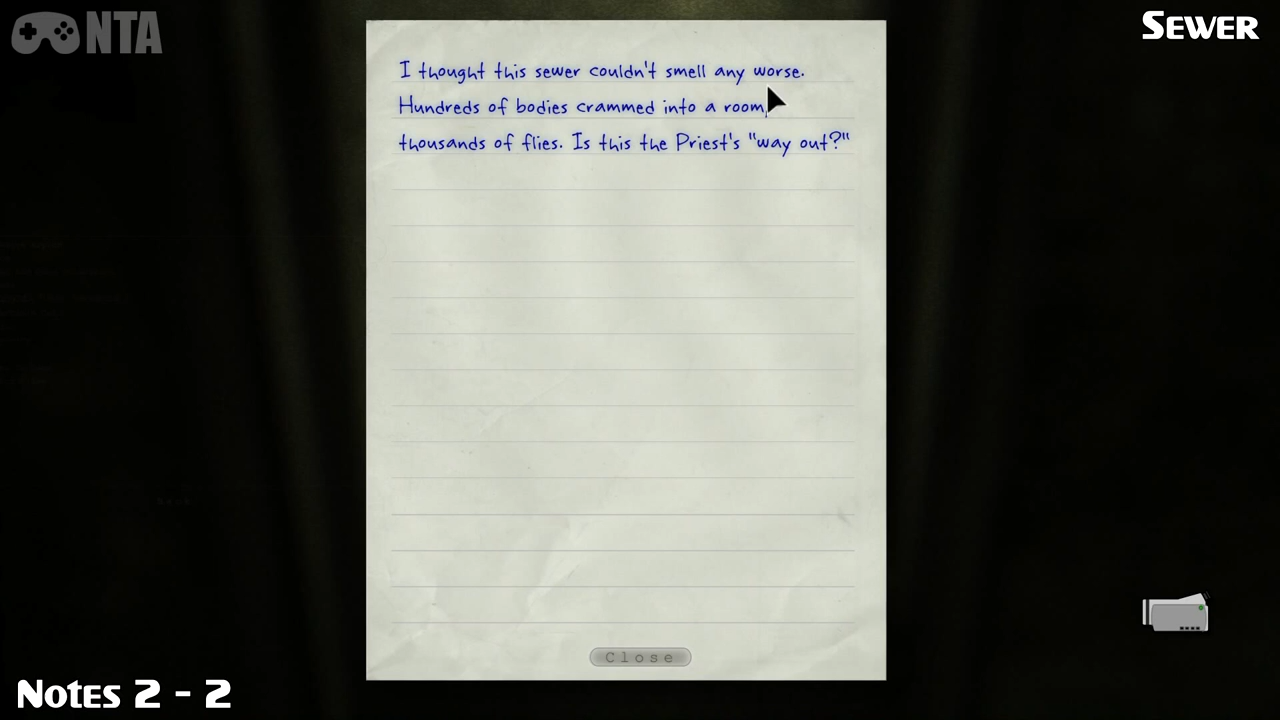 NTA
Sewer
I thought this sewer couldn't smell any worse.
Hundreds of bodies crammed into a room,
thousands of flies. Is this the Priest's "way out?"
Close
Notes 2 - 2